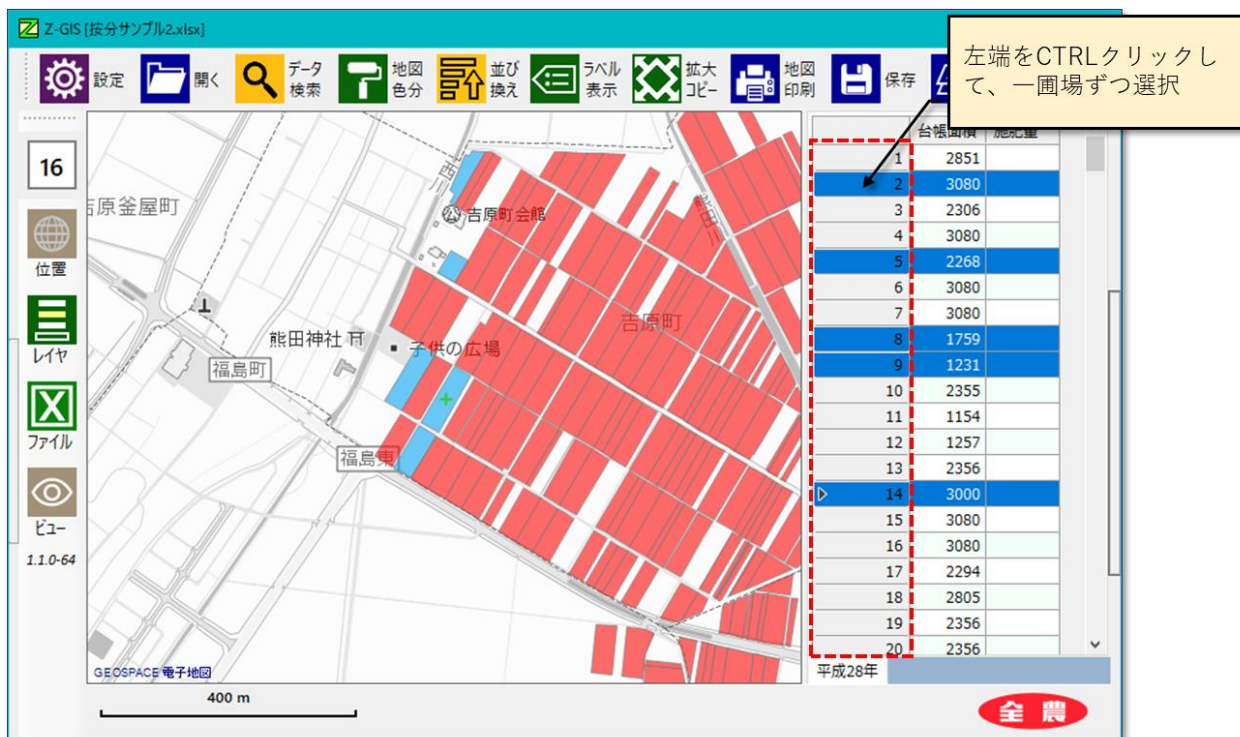 Z-GIS [按分サンプル2.xlsx]
左端をCTRLクリックし
て、一圃場ずつ選択
設定
開く
データ
検索
地図
色分
並び
換え
ラベル
表示
拡大
コピー
地図
印刷
保存
台帳面積 施肥量
16
位置
レイヤ
ファイル
ビュー
1.1.0-64
西川
吉原釜屋町
吉原町会館
吉原町
熊田川
熊田神社
子供の広場
福島町
福島東
GEOSPACE 電子地図
400 m
1 2851
2 3080
3 2306
4 3080
5 2268
6 3080
7 3080
8 1759
9 1231
10 2355
11 1154
12 1257
13 2356
14 3000
15 3080
16 3080
17 2294
18 2805
19 2356
20 2356
平成28年
全農